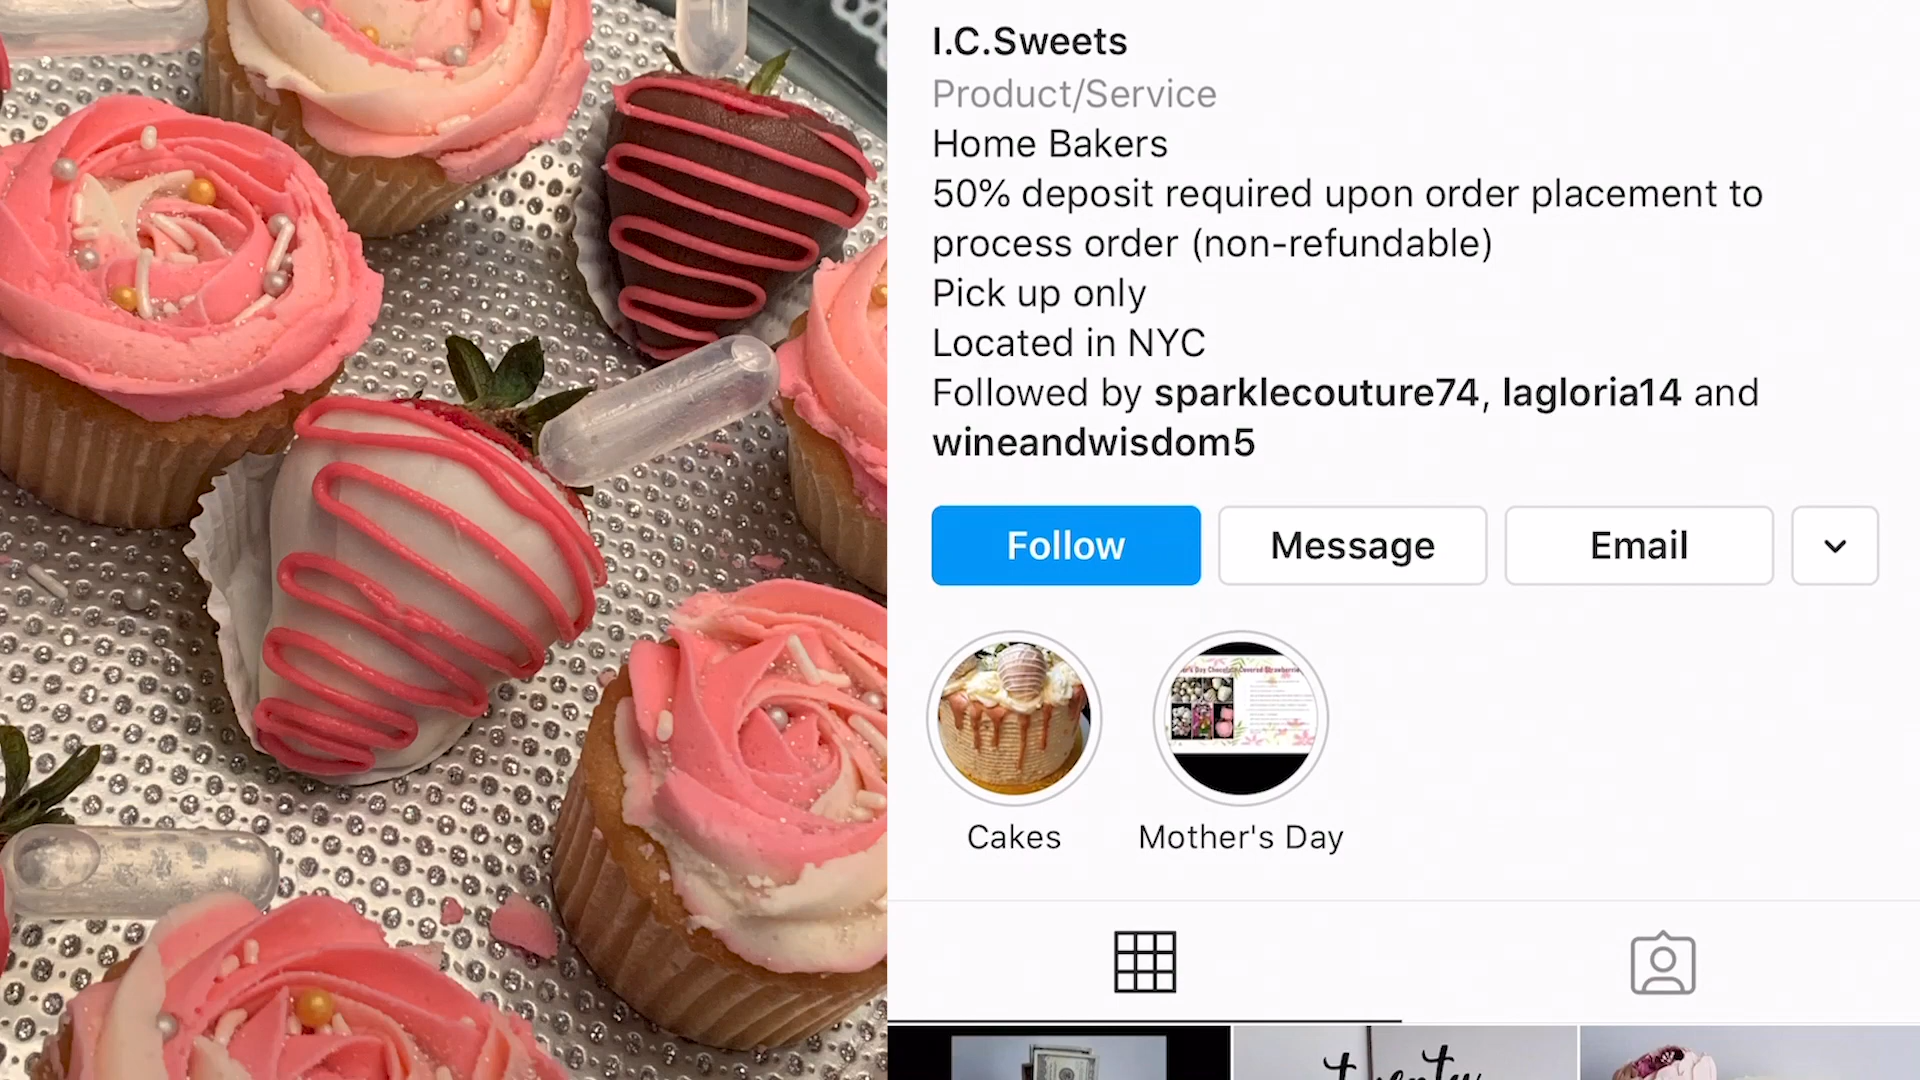 I.C.Sweets
Product/Service
Home Bakers
50% deposit required upon order placement to
process order (non-refundable)
Pick up only
Located in NYC
Followed by sparklecouture74, lagloria14 and
wineandwisdom5
Follow
Message
Email
Cakes
Mother's Day
twenty